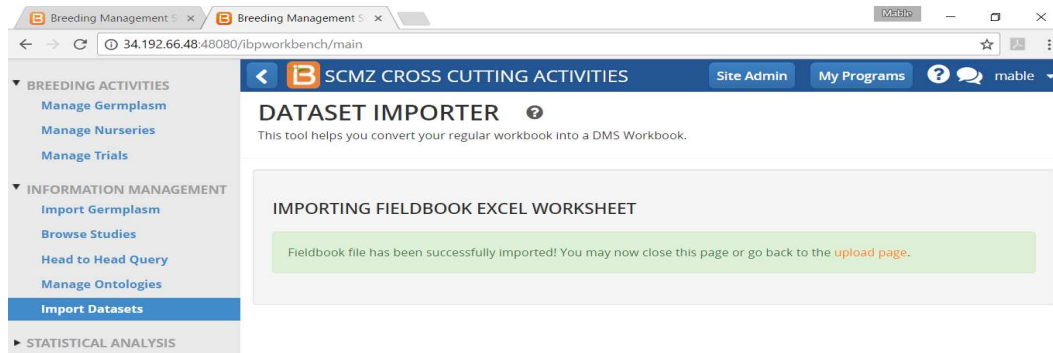 Breeding Management S
Breeding Management S
Mable
34.192.66.48:48080/ibpworkbench/main
BREEDING ACTIVITIES
Manage Germplasm
Manage Nurseries
Manage Trials
INFORMATION MANAGEMENT
Import Germplasm
Browse Studies
Head to Head Query
Manage Ontologies
Import Datasets
STATISTICAL ANALYSIS
SCMZ CROSS CUTTING ACTIVITIES Site Admin My Programs ? mable
DATASET IMPORTER ?
This tool helps you convert your regular workbook into a DMS Workbook.
IMPORTING FIELDBOOK EXCEL WORKSHEET
Fieldbook file has been successfully imported! You may now close this page or go back to the upload page.